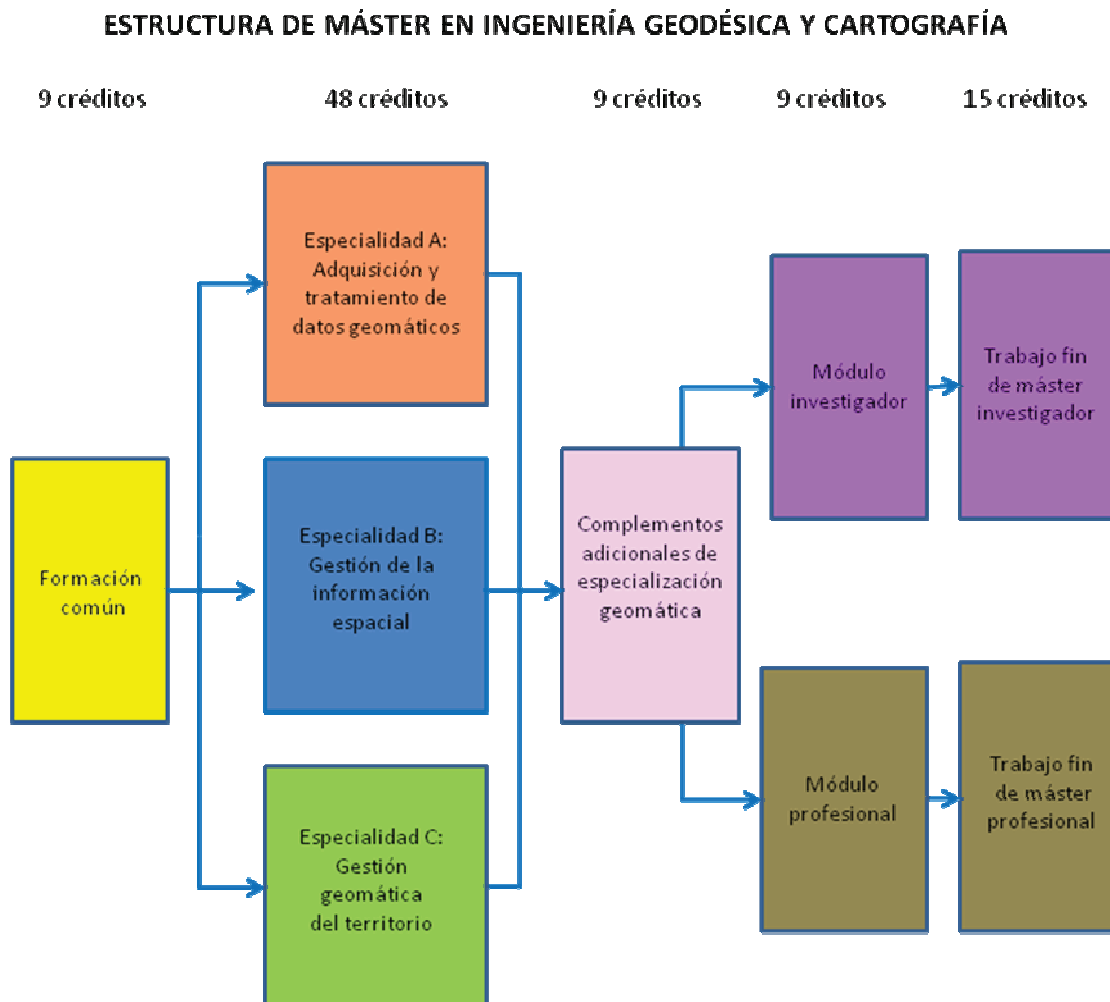 ESTRUCTURA DE MÁSTER EN INGENIERÍA GEODÉSICA Y CARTOGRAFÍA
9 créditos
48 créditos
9 créditos
9 créditos
15 créditos
Formación
común
Especialidad A:
Adquisición y
tratamiento de
datos geomáticos
Especialidad B:
Gestión de la
información
espacial
Especialidad C:
Gestión
geomática
del territorio
Complementos
adicionales de
especialización
geomática
Módulo
investigador
Trabajo fin
de máster
investigador
Módulo
profesional
Trabajo fin
de máster
profesional